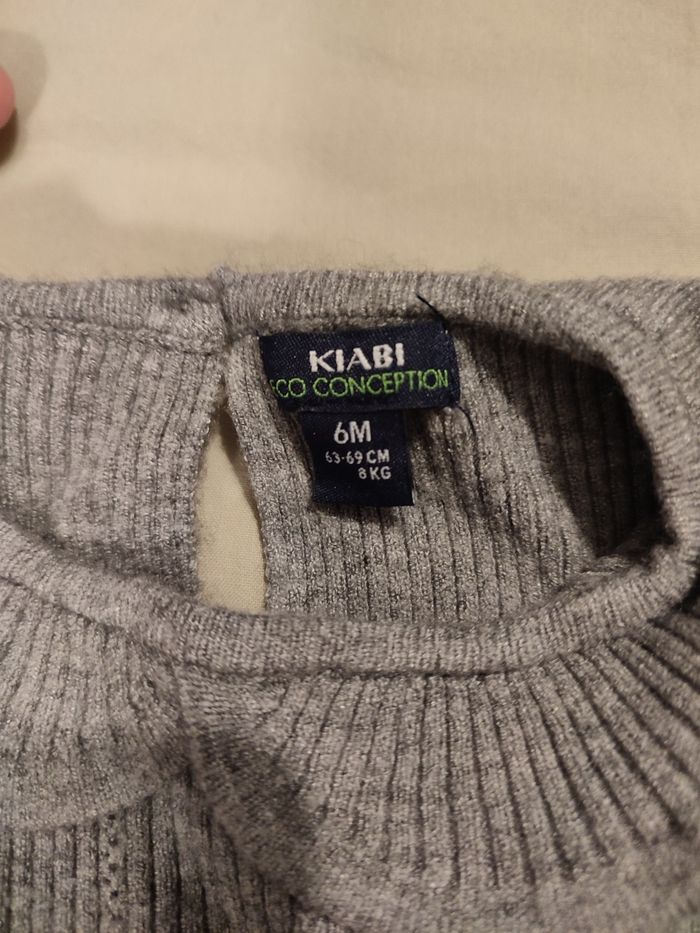 KIABI
ECO CONCEPTION
6M
63-69 CM
8 KG